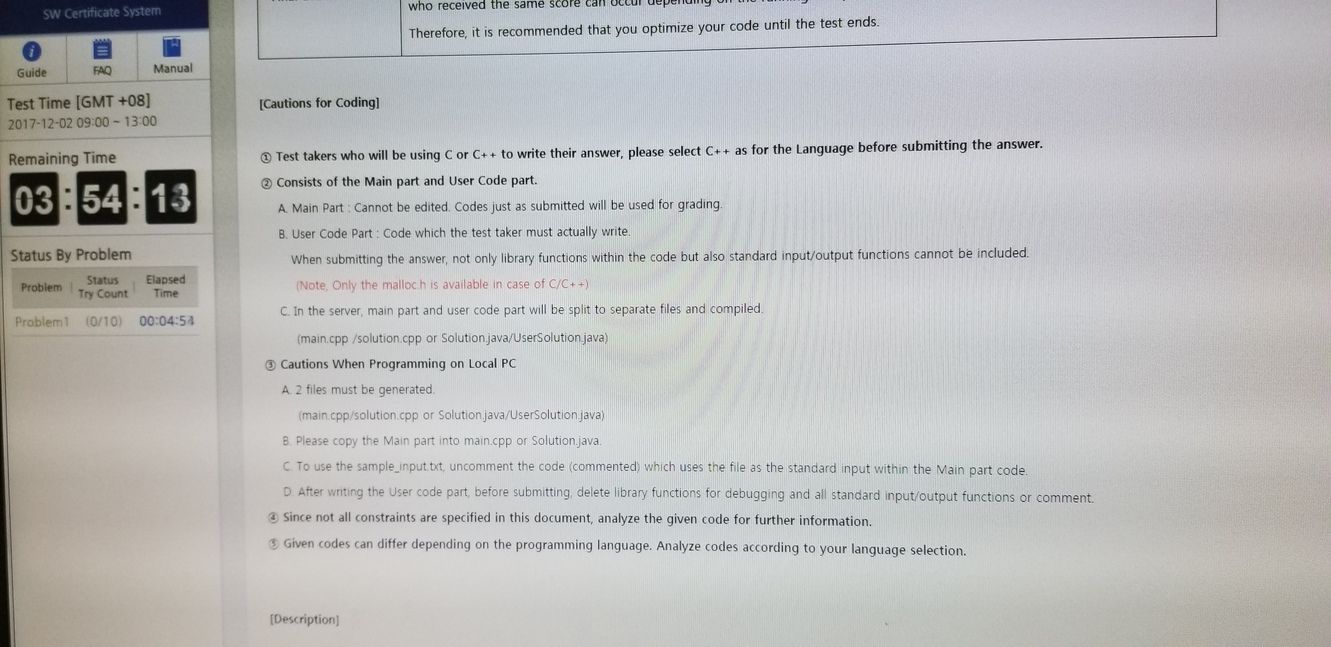 SW Certificate System
Guide
FAQ
Manual
Test Time [GMT +08]
2017-12-02 09:00 ~ 13:00
Remaining Time
03:54:13
Status By Problem
Problem
Status
Try Count
Elapsed
Time
Problem1 (0/10) 00:04:54
who received the same score can occur depending on the
Therefore, it is recommended that you optimize your code until the test ends.
[Cautions for Coding]
① Test takers who will be using C or C++ to write their answer, please select C++ as for the Language before submitting the answer.
② Consists of the Main part and User Code part.
A. Main Part : Cannot be edited. Codes just as submitted will be used for grading.
B. User Code Part : Code which the test taker must actually write.
When submitting the answer, not only library functions within the code but also standard input/output functions cannot be included.
(Note, Only the malloc.h is available in case of C/C++)
C. In the server, main part and user code part will be split to separate files and compiled.
(main.cpp /solution.cpp or Solution.java/UserSolution.java)
③ Cautions When Programming on Local PC
A. 2 files must be generated.
(main.cpp/solution.cpp or Solution.java/UserSolution.java)
B. Please copy the Main part into main.cpp or Solution.java.
C. To use the sample_input.txt, uncomment the code (commented) which uses the file as the standard input within the Main part code.
D. After writing the User code part, before submitting, delete library functions for debugging and all standard input/output functions or comment.
④ Since not all constraints are specified in this document, analyze the given code for further information.
⑤ Given codes can differ depending on the programming language. Analyze codes according to your language selection.
[Description]